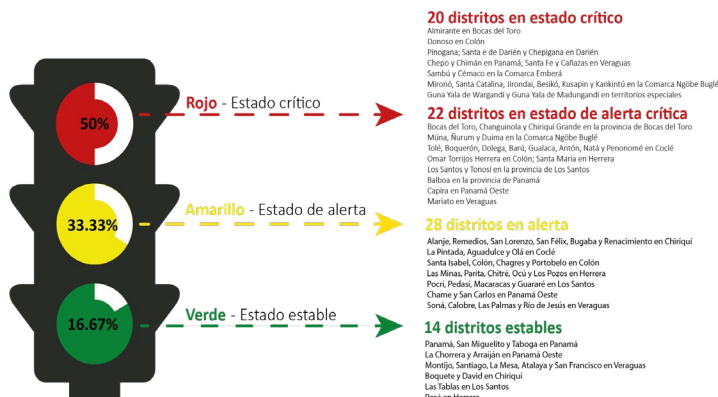 20 distritos en estado crítico
Almirante en Bocas del Toro
Donoso en Colón
Pinogana; Santa e de Darién y Chepigana en Darién
Chepo y Chimán en Panamá; Santa Fe y Cañazas en Veraguas
Sambú y Cémaco en la Comarca Emberá
Mironó, Santa Catalina, Jirondai, Besikó, Kusapin y Kankintú en la Comarca Ngöbe Buglé
Guna Yala de Wargandí y Guna Yala de Madungandi en territorios especiales
50%
Rojo - Estado crítico
22 distritos en estado de alerta crítica
Bocas del Toro, Changuinola y Chiriquí Grande en la provincia de Bocas del Toro
Müna, Ñurum y Duima en la Comarca Ngöbe Buglé
Tolé, Boquerón, Dolega, Barú, Gualaca, Antón, Natá y Penonomé en Coclé
Omar Torrijos Herrera en Colón; Santa María en Herrera
Los Santos y Tonosí en la provincia de Los Santos
Balboa en la provincia de Panamá
Capira en Panamá Oeste
Mariato en Veraguas
33.33%
Amarillo - Estado de alerta
28 distritos en alerta
Alanje, Remedios, San Lorenzo, San Félix, Bugaba y Renacimiento en Chiriquí
La Pintada, Aguadulce y Olá en Coclé
Santa Isabel, Colón, Chagres y Portobelo en Colón
Las Minas, Parita, Chitré, Ocú y Los Pozos en Herrera
Pocrí, Pedasí, Macaracas y Guararé en Los Santos
Chame y San Carlos en Panamá Oeste
Soná, Calobre, Las Palmas y Río de Jesús en Veraguas
16.67%
Verde - Estado estable
14 distritos estables
Panamá, San Miguelito y Taboga en Panamá
La Chorrera y Arraiján en Panamá Oeste
Montijo, Santiago, La Mesa, Atalaya y San Francisco en Veraguas
Boquete y David en Chiriquí
Las Tablas en Los Santos
Pesé en Herrera